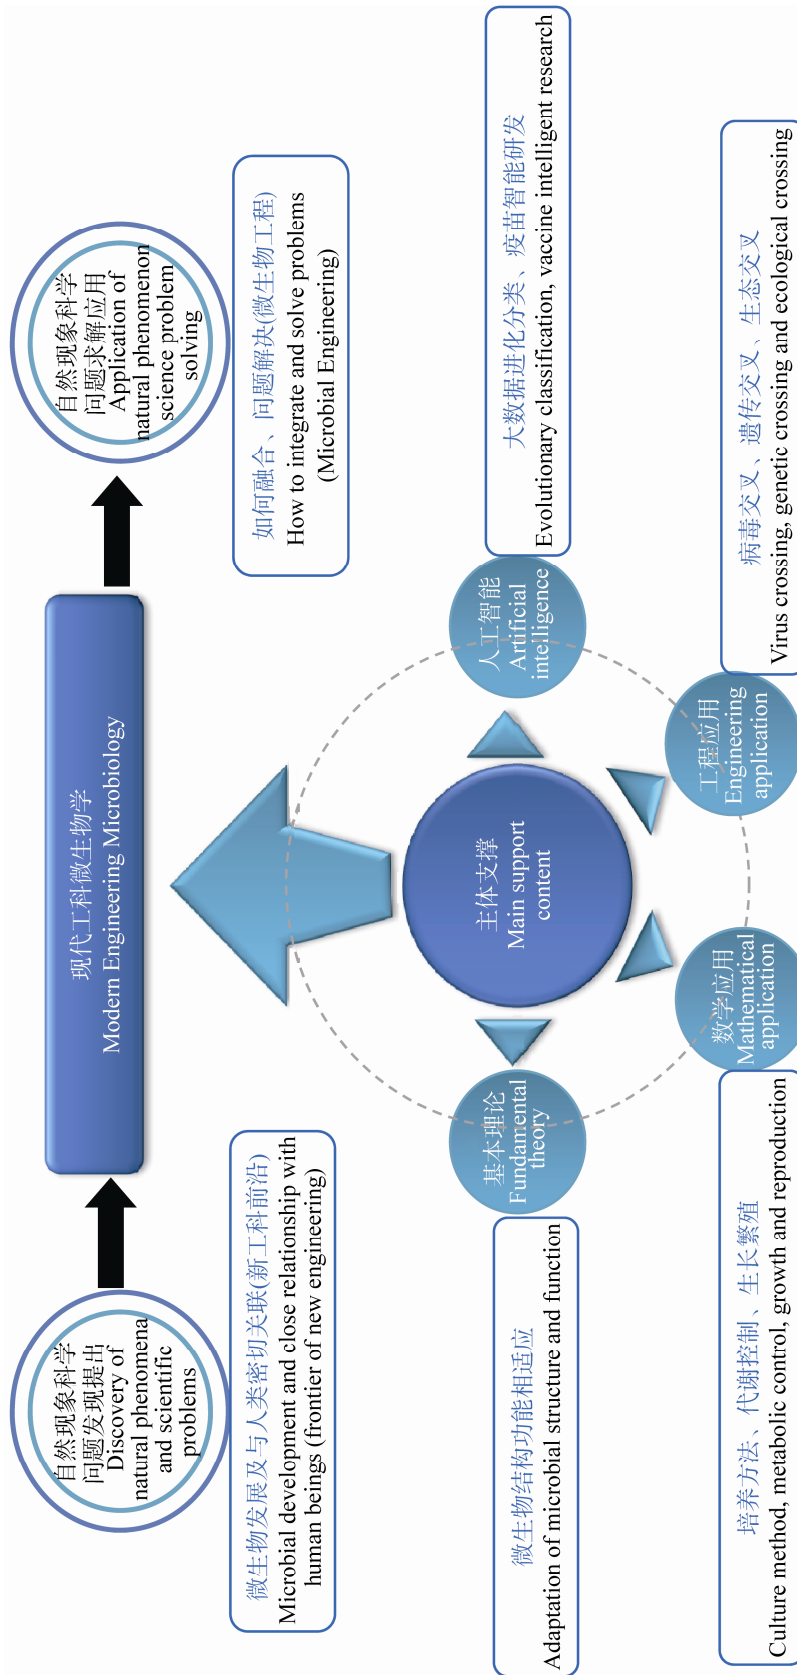 自然现象科学
问题发现提出
Discovery of
natural phenomena
and scientific
problems
现代工科微生物学
Modern Engineering Microbiology
自然现象科学
问题求解应用
Application of
natural phenomenon
science problem
solving
微生物发展及与人类密切关联(新工科前沿)
Microbial development and close relationship with
human beings (frontier of new engineering)
如何融合、问题解决(微生物工程)
How to integrate and solve problems
(Microbial Engineering)
主体支撑
Main support
content
基本理论
Fundamental
theory
微生物结构功能相适应
Adaptation of microbial structure and function
人工智能
Artificial
intelligence
大数据进化分类、疫苗智能研发
Evolutionary classification, vaccine intelligent research
数学应用
Mathematical
application
培养方法、代谢控制、生长繁殖
Culture method, metabolic control, growth and reproduction
工程应用
Engineering
application
病毒交叉、遗传交叉、生态交叉
Virus crossing, genetic crossing and ecological crossing